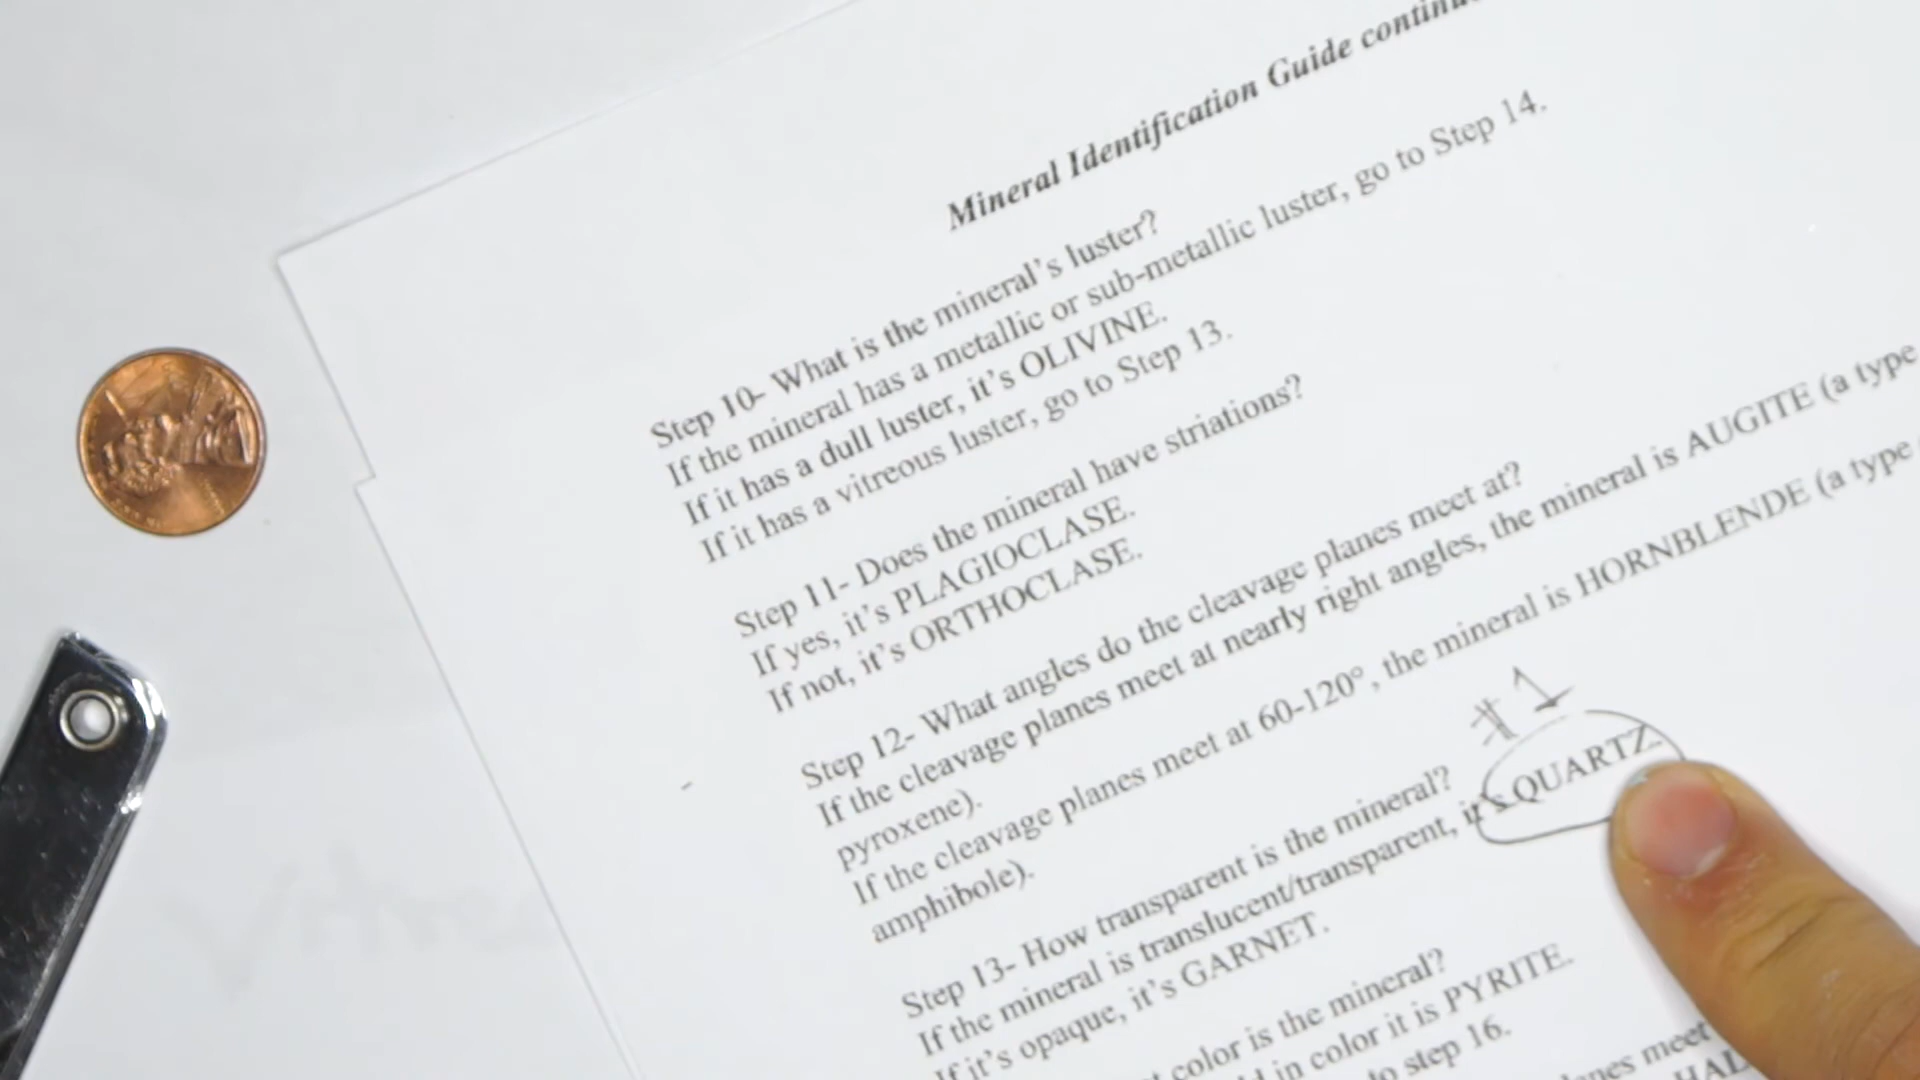 Mineral Identification Guide
Step 10- What is the mineral's luster?
If the mineral has a metallic or sub-metallic luster, go to Step 14.
If it has a dull luster, it's OLIVINE.
If it has a vitreous luster, go to Step 13.
Step 11- Does the mineral have striations?
If yes, it's PLAGIOCLASE.
If not, it's ORTHOCLASE.
Step 12- What angles do the cleavage planes meet at?
If the cleavage planes meet at nearly right angles, the mineral is AUGITE (a type
pyroxene).
If the cleavage planes meet at 60-120°, the mineral is HORNBLENDE (a type
amphibole).
#1
Step 13- How transparent is the mineral?
If the mineral is translucent/transparent, it's QUARTZ.
If it's opaque, it's GARNET.
color is the mineral?
in color it is PYRITE.
to step 16.
meet